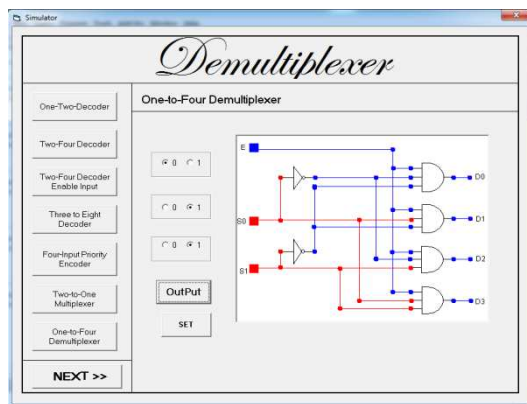 Simulator
Demultiplexer
One-Two-Decoder
Two-Four Decoder
Two-Four Decoder
Enable Input
Three to Eight
Decoder
Four-Input Priority
Encoder
Two-to-One
Multiplexer
One-to-Four
Demultiplexer
NEXT >>
One-to-Four Demultiplexer
0 1
0 1
0 1
OutPut
SET
E
S0
S1
D0
D1
D2
D3